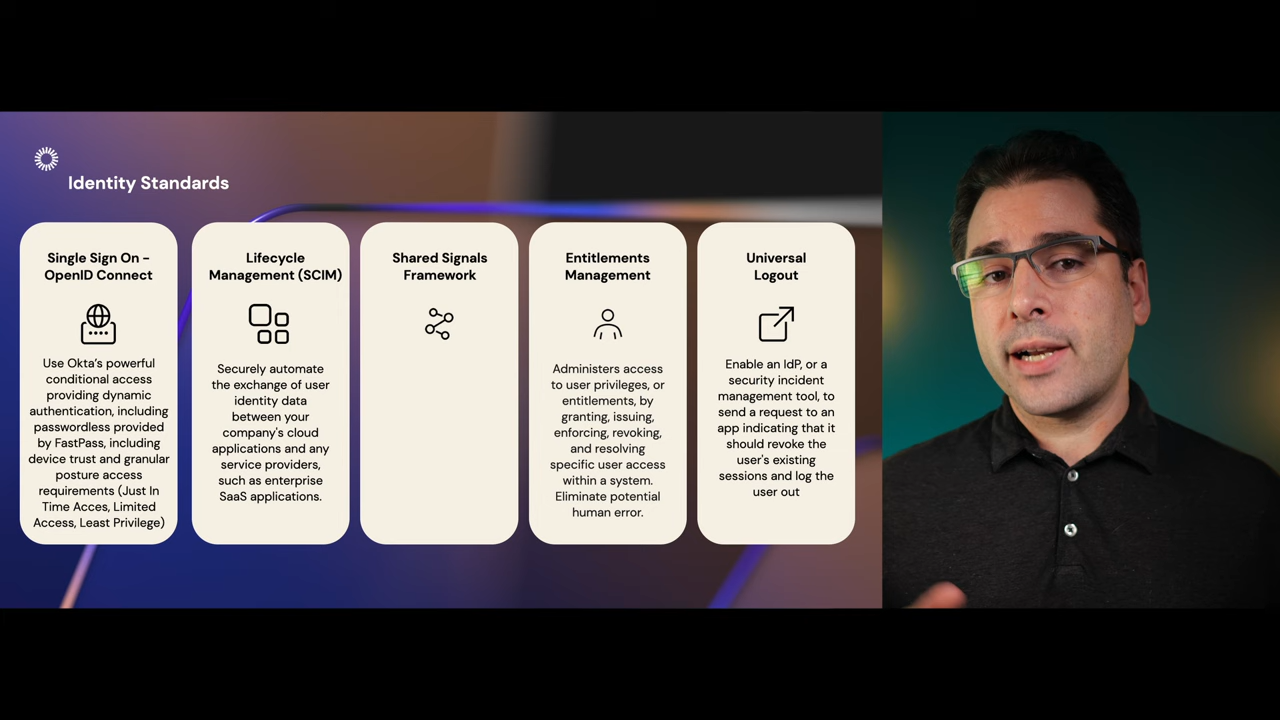 Identity Standards
Single Sign On -
OpenID Connect
Use Okta's powerful
conditional access
providing dynamic
authentication, including
passwordless provided
by FastPass, including
device trust and granular
posture access
requirements (Just In
Time Acces, Limited
Access, Least Privilege)
Lifecycle
Management (SCIM)
Securely automate
the exchange of user
identity data
between your
company's cloud
applications and any
service providers,
such as enterprise
SaaS applications.
Shared Signals
Framework
Entitlements
Management
Administers access
to user privileges, or
entitlements, by
granting, issuing,
enforcing, revoking,
and resolving
specific user access
within a system.
Eliminate potential
human error.
Universal
Logout
Enable an IdP, or a
security incident
management tool, to
send a request to an
app indicating that it
should revoke the
user's existing
sessions and log the
user out